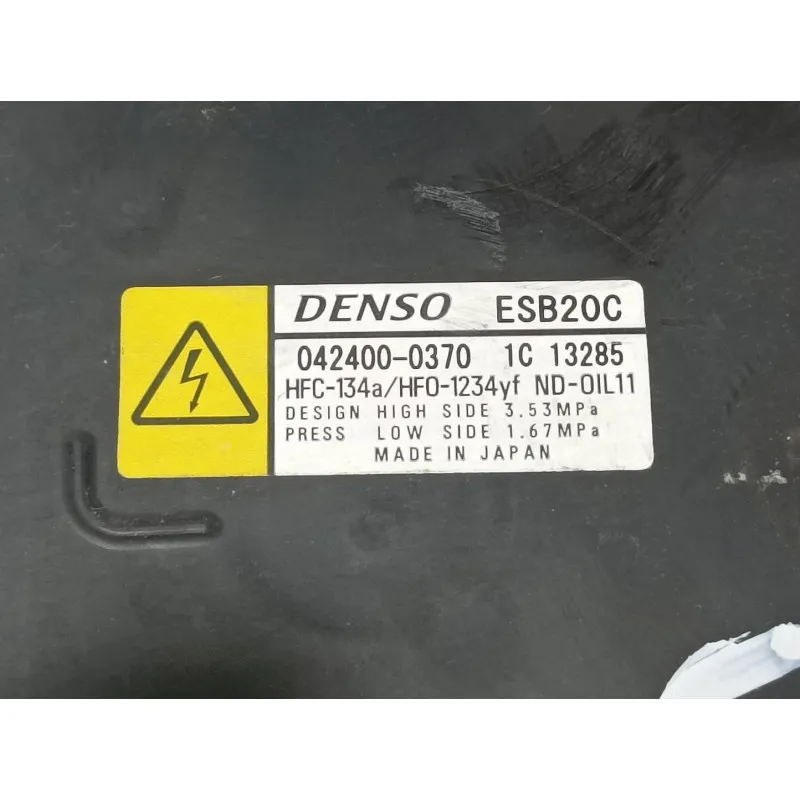 DENSO ESB20C
042400-0370 1C 13285
HFC-134a/HFO-1234yf ND-OIL11
DESIGN HIGH SIDE 3.53MPa
PRESS LOW SIDE 1.67MPa
MADE IN JAPAN